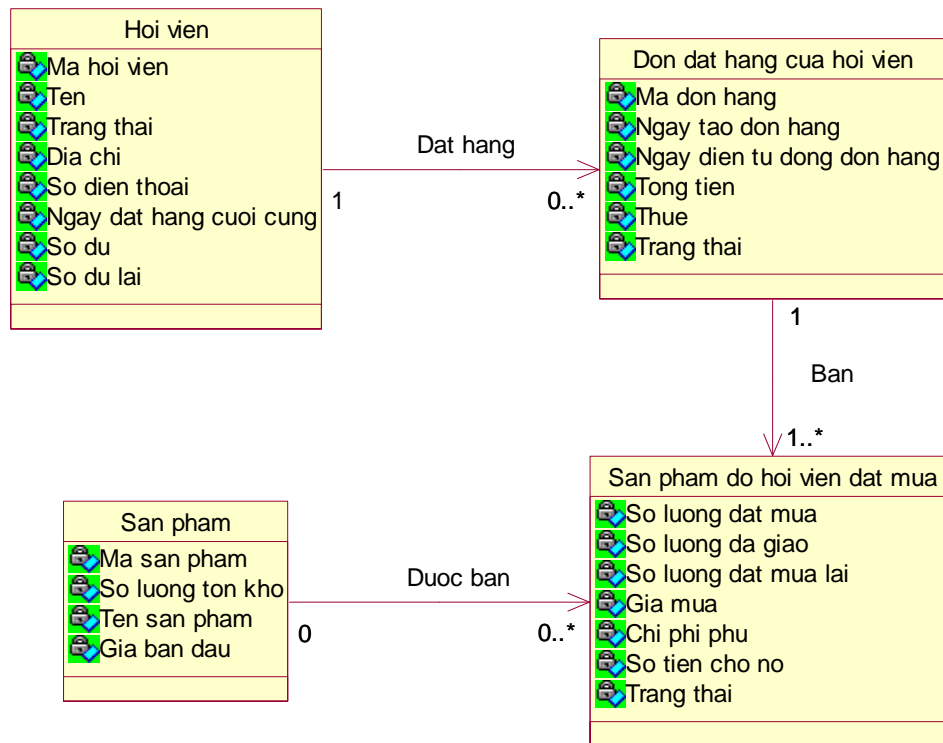 Hoi vien
Ma hoi vien
Ten
Trang thai
Dia chi
So dien thoai
Ngay dat hang cuoi cung
So du
So du lai
Dat hang
1
0..*
Don dat hang cua hoi vien
Ma don hang
Ngay tao don hang
Ngay dien tu dong don hang
Tong tien
Thue
Trang thai
1
Ban
1..*
San pham
Ma san pham
So luong ton kho
Ten san pham
Gia ban dau
Duoc ban
0
0..*
San pham do hoi vien dat mua
So luong dat mua
So luong da giao
So luong dat mua lai
Gia mua
Chi phi phu
So tien cho no
Trang thai